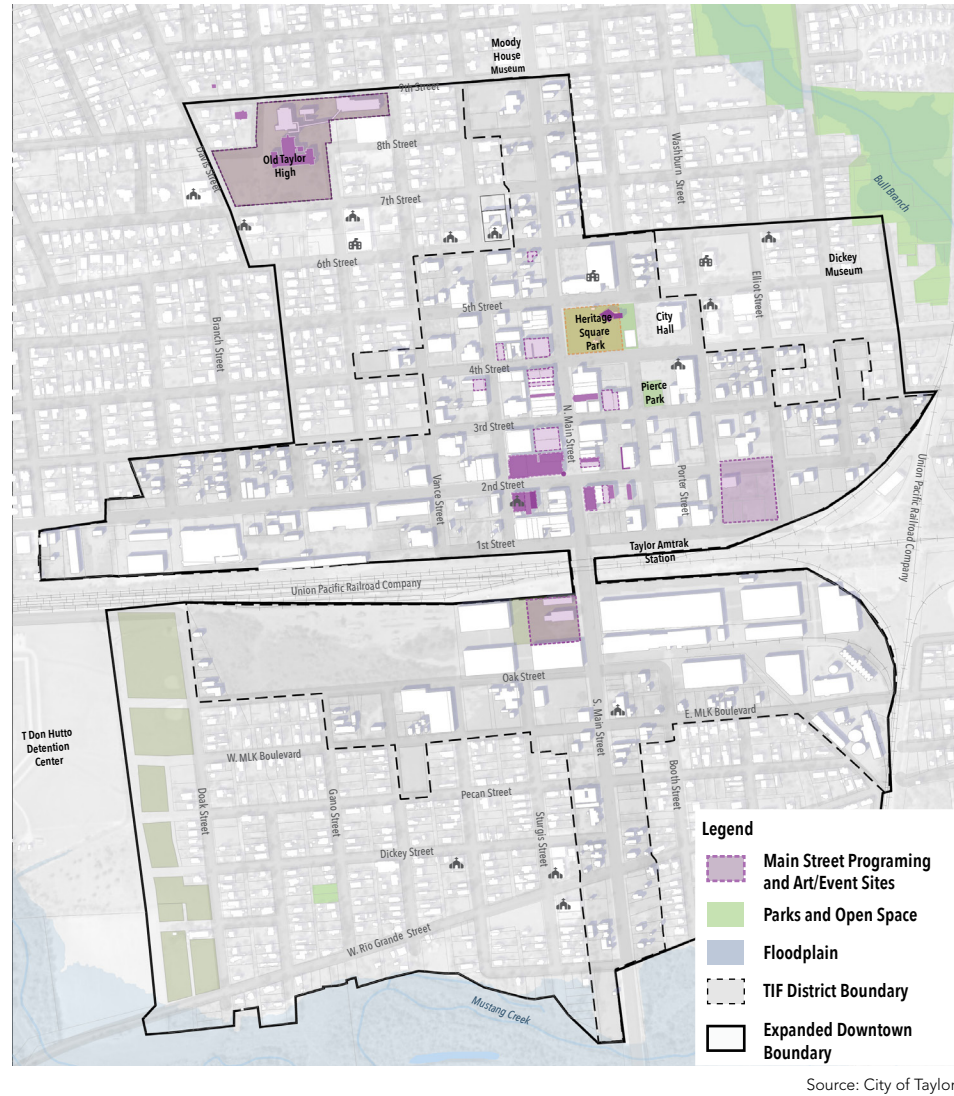 Moody
House
Museum
9th Street
8th Street
Old Taylor
High
Davis Street
Washburn Street
7th Street
Bull Branch
6th Street
Dickey
Museum
Elliot Street
5th Street
Heritage
Square
Park
City
Hall
Branch Street
4th Street
Pierce
Park
N. Main Street
3rd Street
Vance Street
2nd Street
Porter Street
Union Pacific Railroad Company
1st Street
Taylor Amtrak
Station
Union Pacific Railroad Company
Oak Street
S. Main Street
E. MLK Boulevard
T Don Hutto
Detention
Center
W. MLK Boulevard
Doak Street
Gano Street
Pecan Street
Sturgis Street
Booth Street
Dickey Street
W. Rio Grande Street
Mustang Creek
Legend
Main Street Programing
and Art/Event Sites
Parks and Open Space
Floodplain
TIF District Boundary
Expanded Downtown
Boundary
Source: City of Taylor